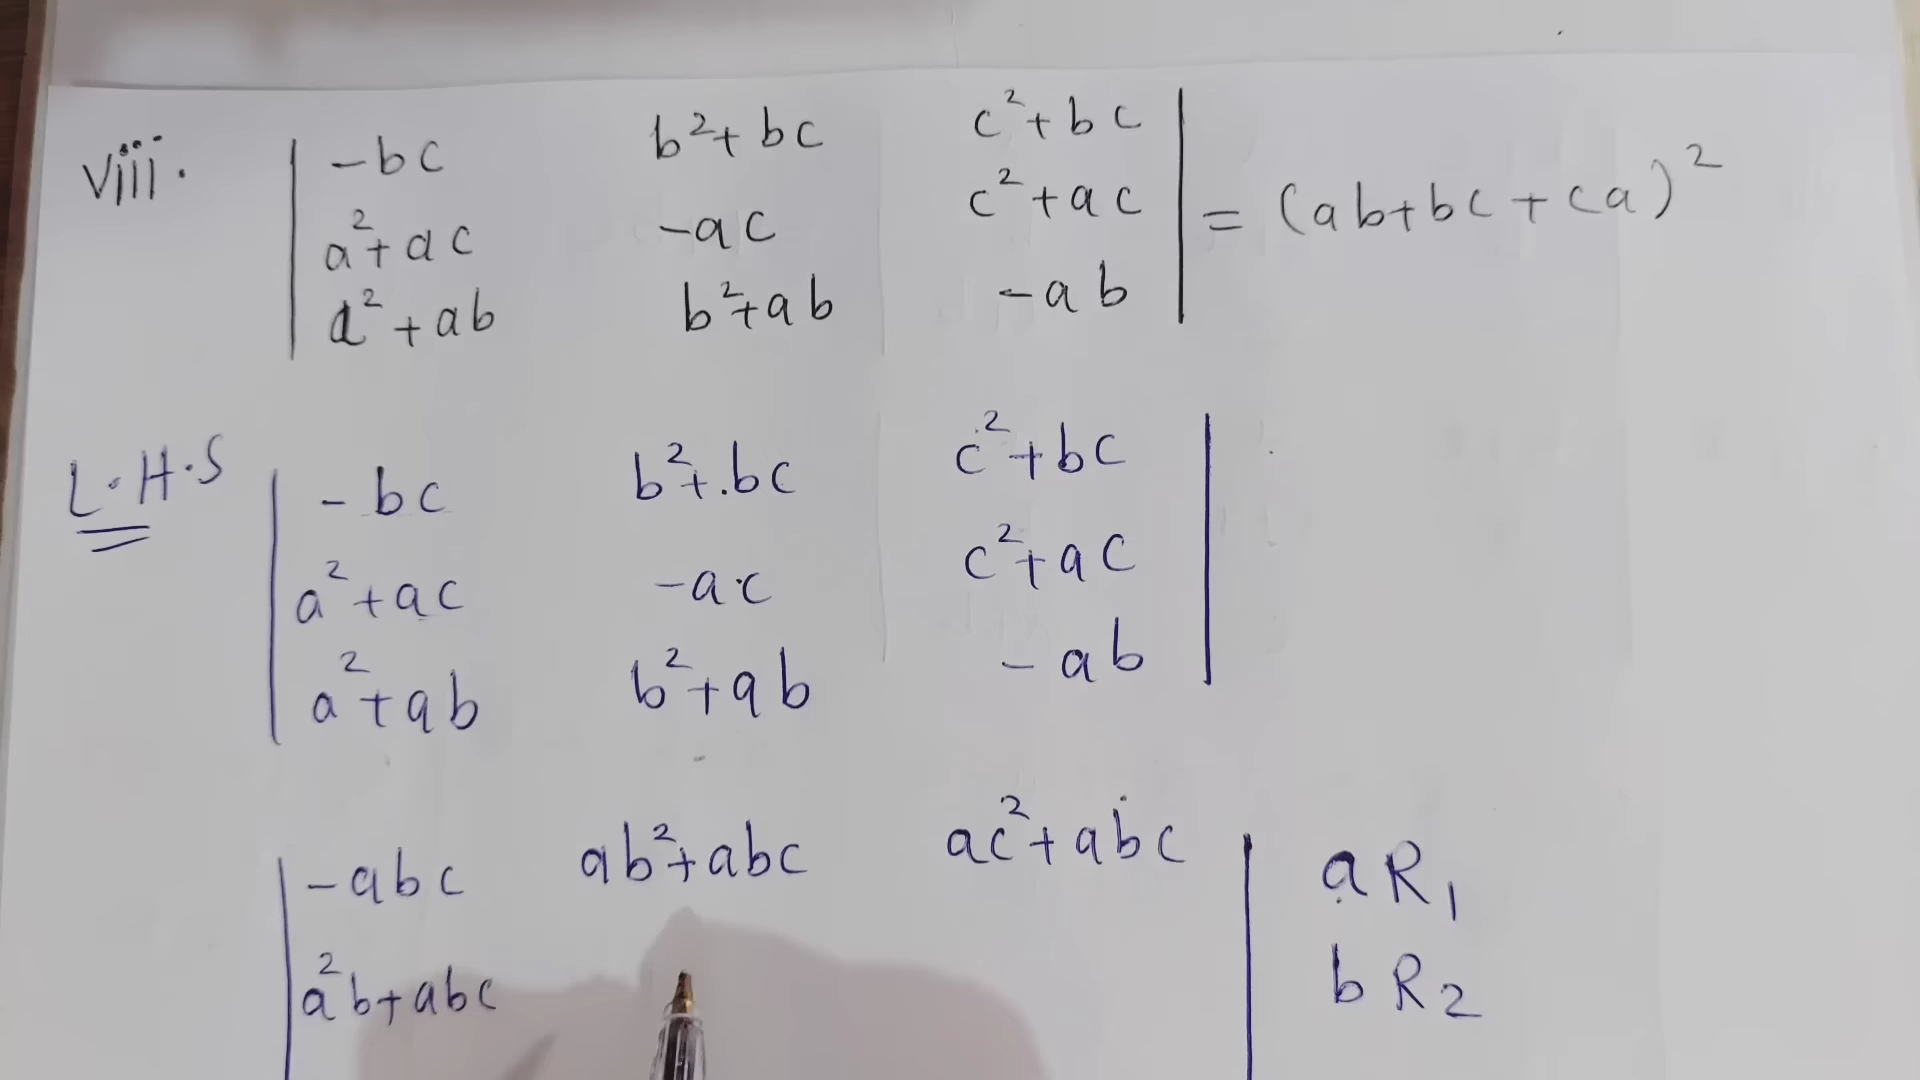 viii. | -bc b²+bc c²+bc |
| a²+ac -ac c²+ac | = (ab+bc+ca)²
| a²+ab b²+ab -ab |
L.H.S | -bc b²+.bc c²+bc |
| a²+ac -ac c²+ac |
| a²+ab b²+ab -ab |
| -abc ab²+abc ac²+abc | aR₁
| a²b+abc | bR₂